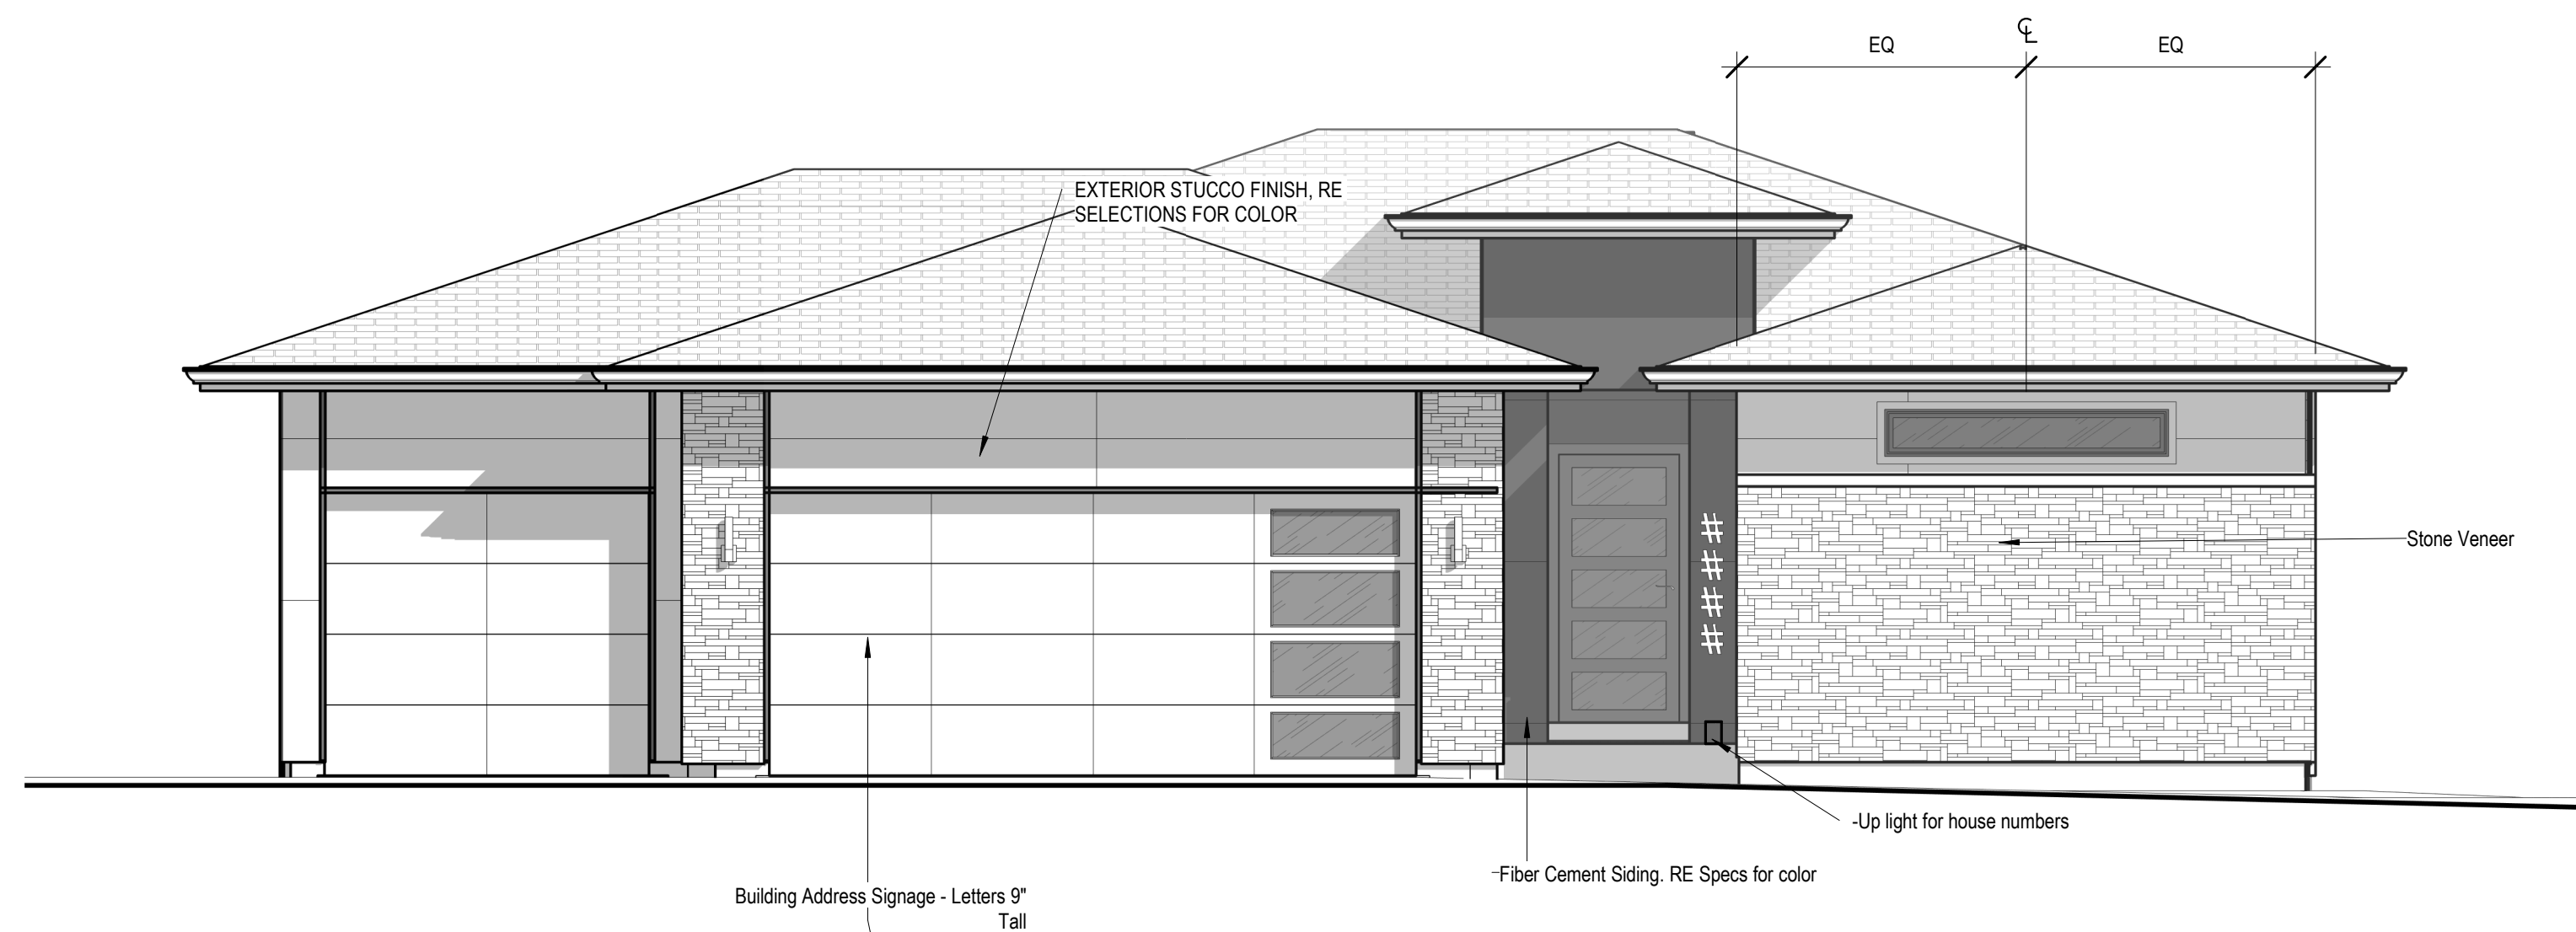 EQ
℄
EQ
EXTERIOR STUCCO FINISH, RE
SELECTIONS FOR COLOR
#
#
#
#
Stone Veneer
-Up light for house numbers
-Fiber Cement Siding. RE Specs for color
Building Address Signage - Letters 9"
Tall